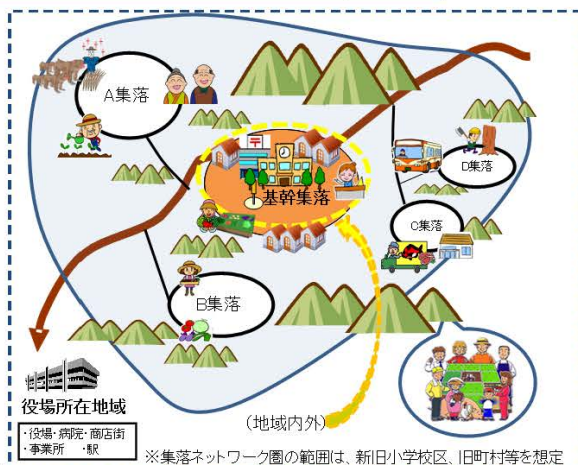 A集落
〒
基幹集落
D集落
C集落
B集落
役場所在地域
・役場・病院・商店街
・事業所 ・駅
(地域内外)
※集落ネットワーク圏の範囲は、新旧小学校区、旧町村等を想定